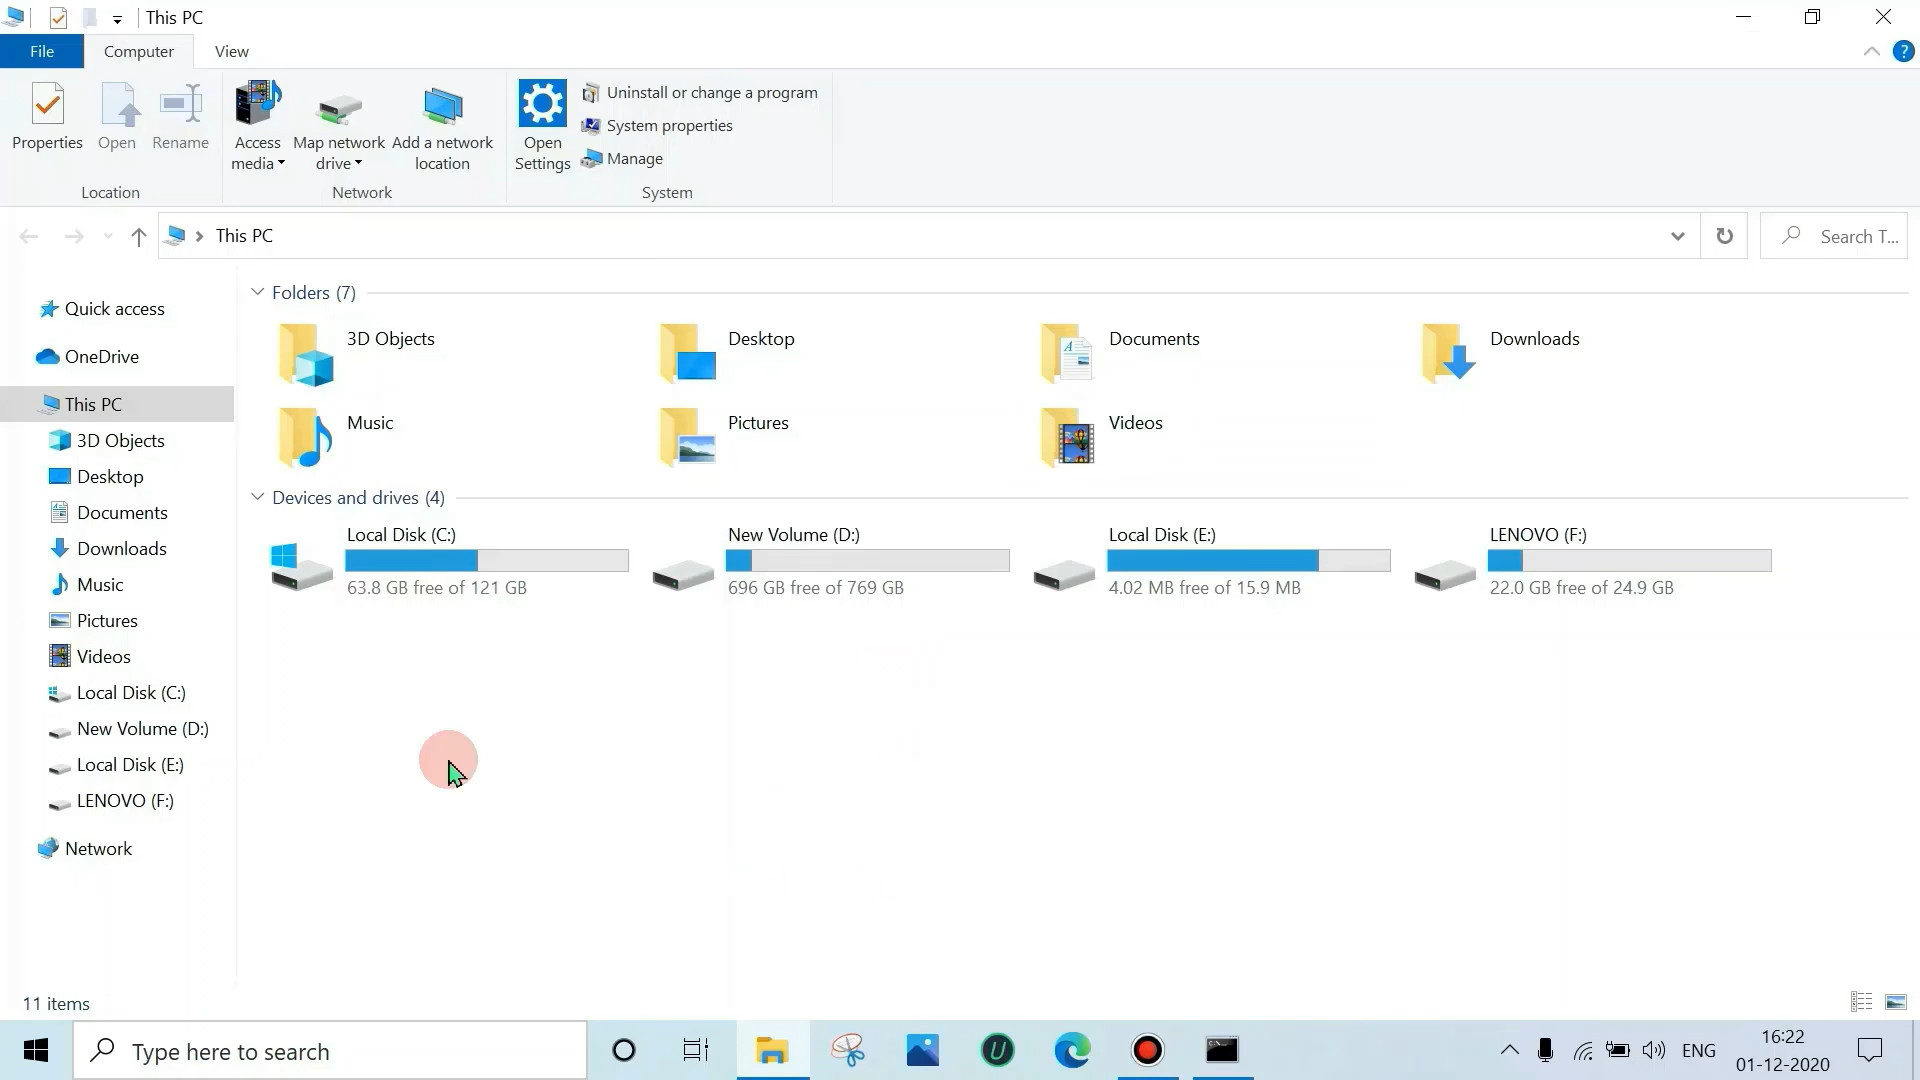 This PC
File
Computer
View
Properties
Open
Rename
Access media
Map network drive
Add a network location
Open Settings
Uninstall or change a program
System properties
Manage
Location
Network
System
This PC
Search T...
Quick access
OneDrive
This PC
3D Objects
Desktop
Documents
Downloads
Music
Pictures
Videos
Local Disk (C:)
New Volume (D:)
Local Disk (E:)
LENOVO (F:)
Network
Folders (7)
3D Objects
Desktop
Documents
Downloads
Music
Pictures
Videos
Devices and drives (4)
Local Disk (C:)
63.8 GB free of 121 GB
New Volume (D:)
696 GB free of 769 GB
Local Disk (E:)
4.02 MB free of 15.9 MB
LENOVO (F:)
22.0 GB free of 24.9 GB
11 items
Type here to search
ENG
16:22
01-12-2020